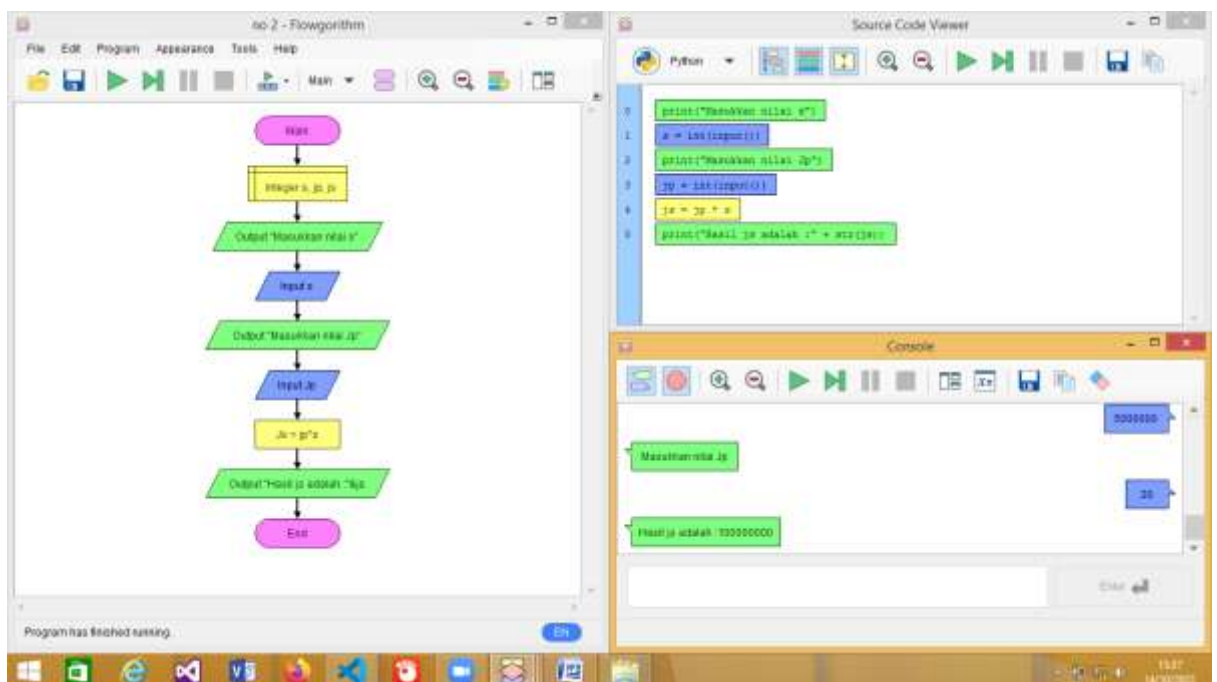 no 2 - Flowgorithm
File Edit Program Appearance Tools Help
Main
Main
Integer s, jp, js
Output "Masukkan nilai s"
Input s
Output "Masukkan nilai Jp"
Input Jp
Js = jp*s
Output "Hasil js adalah :"&js
End
Program has finished running.
EN
Source Code Viewer
Python
0 print("Masukkan nilai s")
1 s = int(input())
2 print("Masukkan nilai Jp")
3 jp = int(input())
4 js = jp * s
5 print("Hasil js adalah :" + str(js))
Console
5000000
Masukkan nilai Jp
20
Hasil js adalah :100000000
Enter